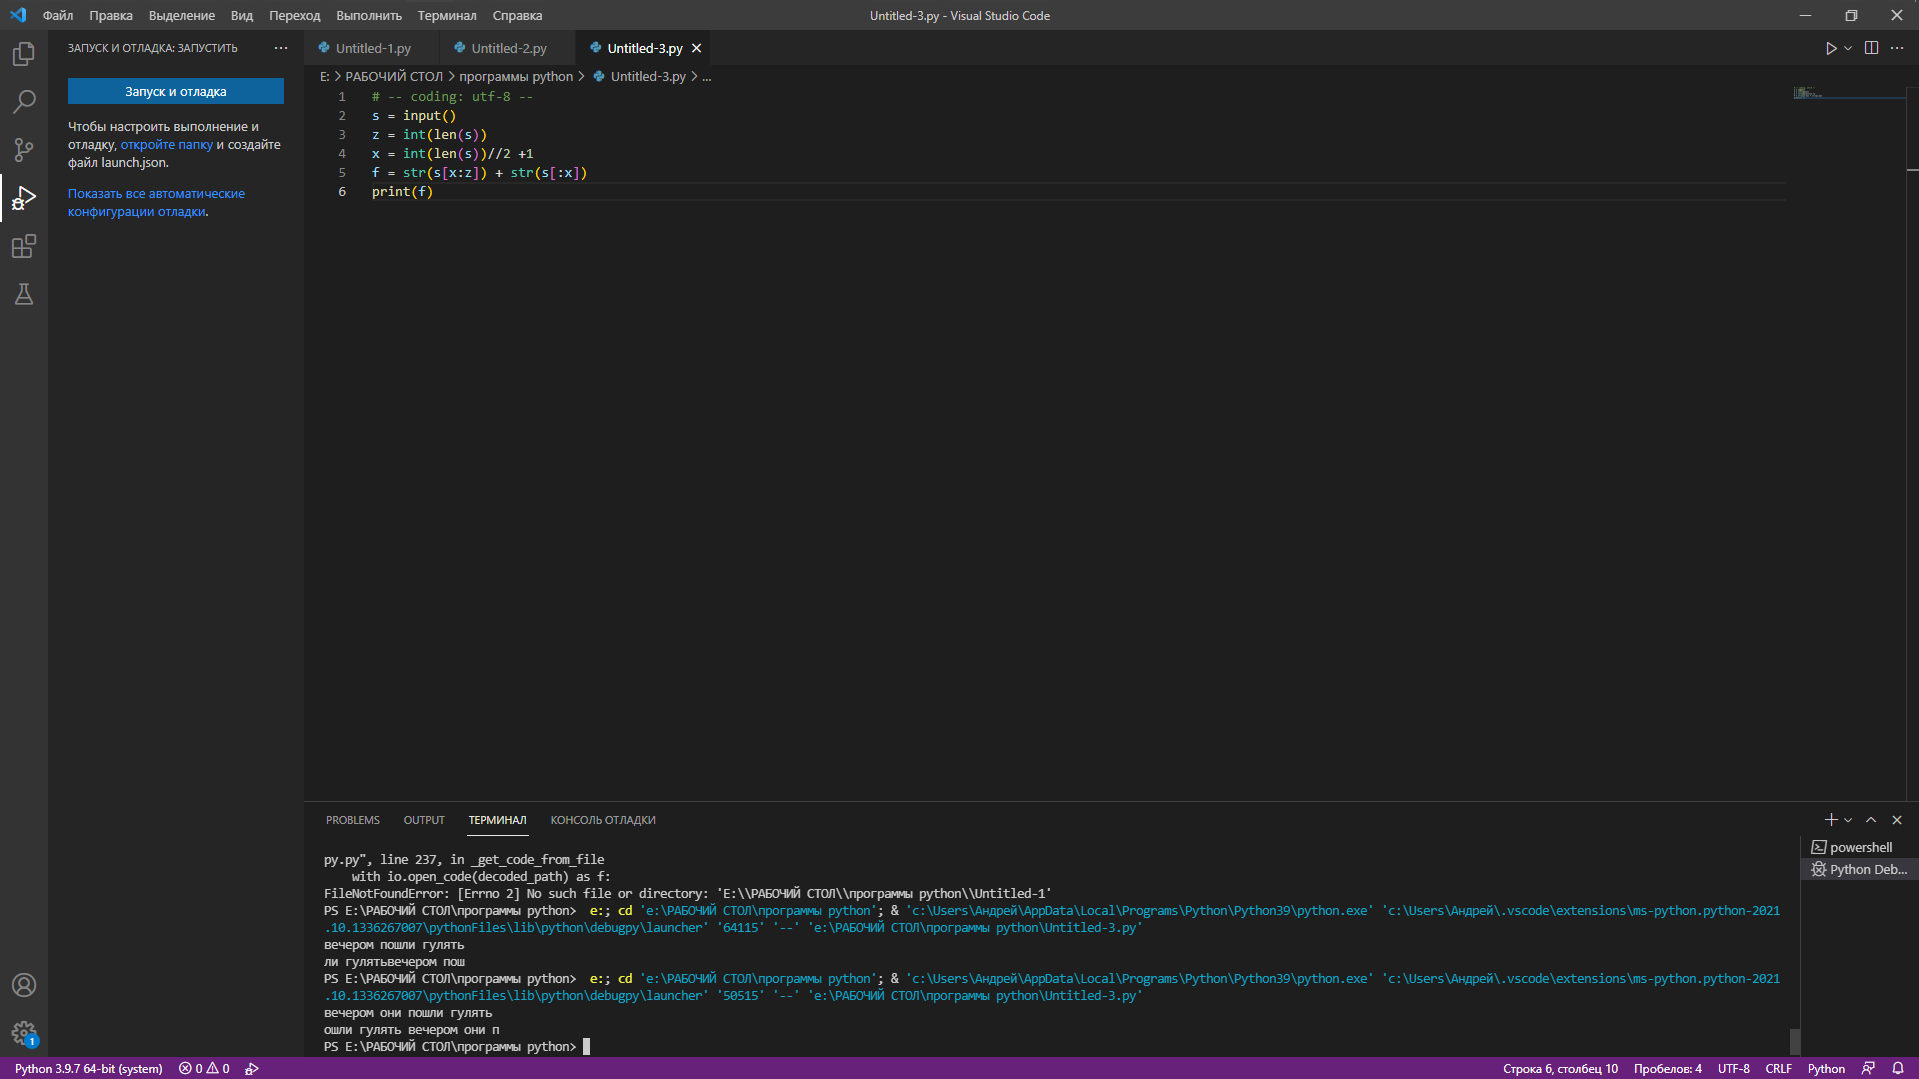 Файл Правка Выделение Вид Переход Выполнить Терминал Справка
Untitled-3.py - Visual Studio Code
ЗАПУСК И ОТЛАДКА: ЗАПУСТИТЬ ...
Запуск и отладка
Чтобы настроить выполнение и
отладку, откройте папку и создайте
файл launch.json.
Показать все автоматические
конфигурации отладки.
Untitled-1.py Untitled-2.py Untitled-3.py
E: > РАБОЧИЙ СТОЛ > программы python > Untitled-3.py > ...
1 # -- coding: utf-8 --
2 s = input()
3 z = int(len(s))
4 x = int(len(s))//2 +1
5 f = str(s[x:z]) + str(s[:x])
6 print(f)
PROBLEMS OUTPUT ТЕРМИНАЛ КОНСОЛЬ ОТЛАДКИ
py.py", line 237, in _get_code_from_file
with io.open_code(decoded_path) as f:
FileNotFoundError: [Errno 2] No such file or directory: 'E:\\РАБОЧИЙ СТОЛ\\программы python\\Untitled-1'
PS E:\РАБОЧИЙ СТОЛ\программы python>  e:; cd 'e:\РАБОЧИЙ СТОЛ\программы python'; & 'c:\Users\Андрей\AppData\Local\Programs\Python\Python39\python.exe' 'c:\Users\Андрей\.vscode\extensions\ms-python.python-2021
.10.1336267007\pythonFiles\lib\python\debugpy\launcher' '64115' '--' 'e:\РАБОЧИЙ СТОЛ\программы python\Untitled-3.py'
вечером пошли гулять
ли гулятьвечером пош
PS E:\РАБОЧИЙ СТОЛ\программы python>  e:; cd 'e:\РАБОЧИЙ СТОЛ\программы python'; & 'c:\Users\Андрей\AppData\Local\Programs\Python\Python39\python.exe' 'c:\Users\Андрей\.vscode\extensions\ms-python.python-2021
.10.1336267007\pythonFiles\lib\python\debugpy\launcher' '50515' '--' 'e:\РАБОЧИЙ СТОЛ\программы python\Untitled-3.py'
вечером они пошли гулять
ошли гулять вечером они п
PS E:\РАБОЧИЙ СТОЛ\программы python>
powershell
Python Deb...
1
Python 3.9.7 64-bit (system) 0 0
Строка 6, столбец 10 Пробелов: 4 UTF-8 CRLF Python